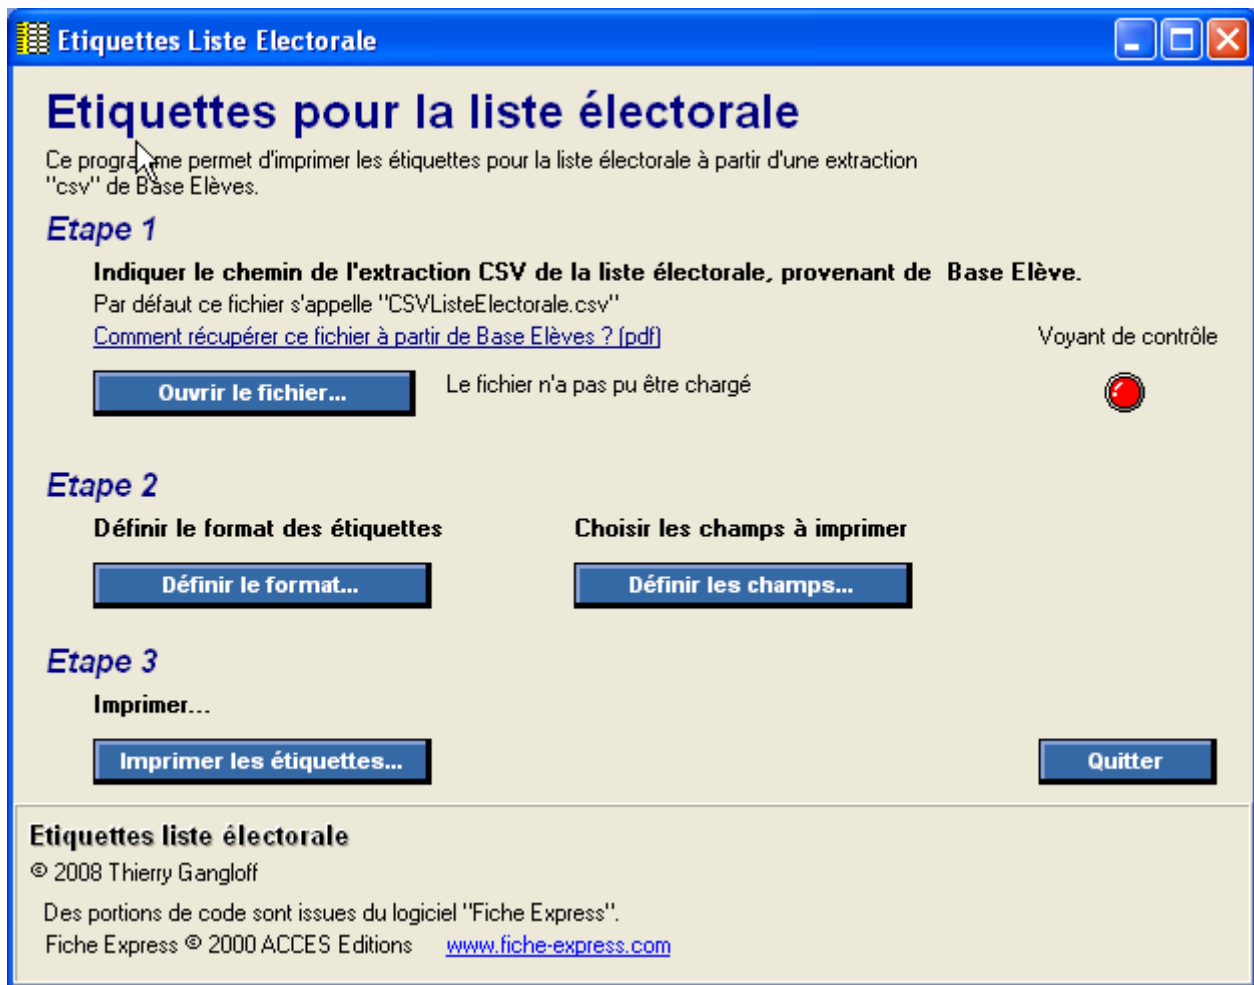 Etiquettes Liste Electorale
Etiquettes pour la liste électorale
Ce programme permet d'imprimer les étiquettes pour la liste électorale à partir d'une extraction
"csv" de Base Elèves.
Etape 1
Indiquer le chemin de l'extraction CSV de la liste électorale, provenant de Base Elève.
Par défaut ce fichier s'appelle "CSVListeElectorale.csv"
Comment récupérer ce fichier à partir de Base Elèves ? (pdf)
Voyant de contrôle
Ouvrir le fichier...
Le fichier n'a pas pu être chargé
Etape 2
Définir le format des étiquettes
Choisir les champs à imprimer
Définir le format...
Définir les champs...
Etape 3
Imprimer...
Imprimer les étiquettes...
Quitter
Etiquettes liste électorale
© 2008 Thierry Gangloff
Des portions de code sont issues du logiciel "Fiche Express".
Fiche Express © 2000 ACCES Editions www.fiche-express.com